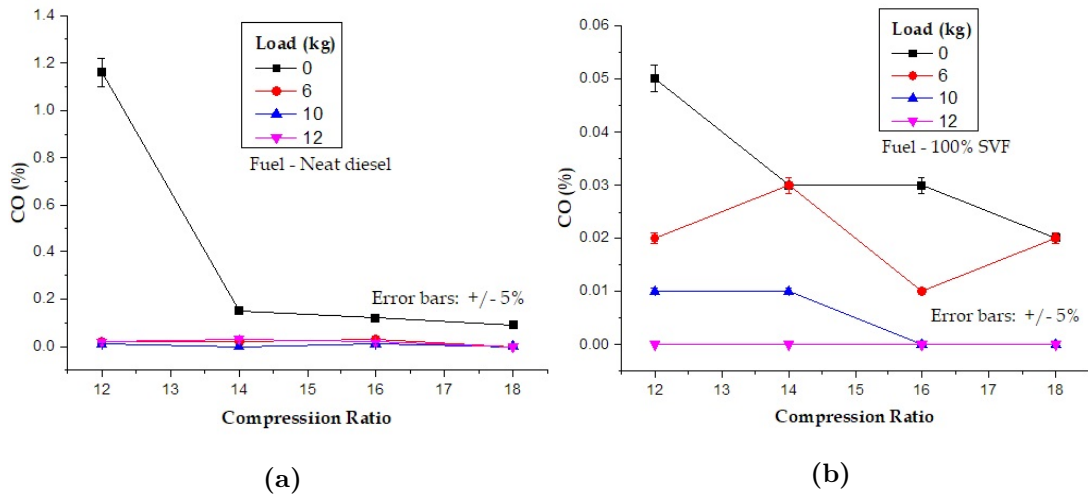 Load (kg)
0
6
10
12
Fuel - Neat diesel
Error bars: +/- 5%
CO (%)
1.4
1.2
1.0
0.8
0.6
0.4
0.2
0.0
12 13 14 15 16 17 18
Compressiion Ratio
(a)
Load (kg)
0
6
10
12
Fuel - 100% SVF
Error bars: +/- 5%
CO (%)
0.06
0.05
0.04
0.03
0.02
0.01
0.00
12 13 14 15 16 17 18
Compression Ratio
(b)